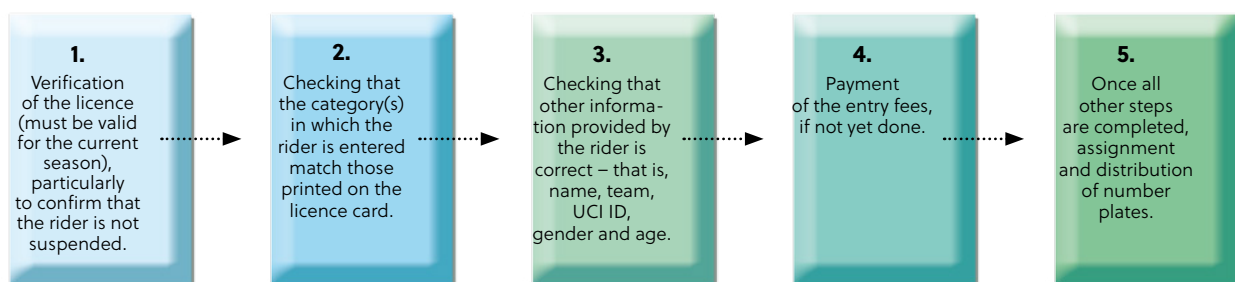 1.
Verification
of the licence
(must be valid
for the current
season),
particularly
to confirm that
the rider is not
suspended.
2.
Checking that
the category(s)
in which the
rider is entered
match those
printed on the
licence card.
3.
Checking that
other informa-
tion provided by
the rider is
correct – that is,
name, team,
UCI ID,
gender and age.
4.
Payment
of the entry fees,
if not yet done.
5.
Once all
other steps
are completed,
assignment
and distribution
of number
plates.